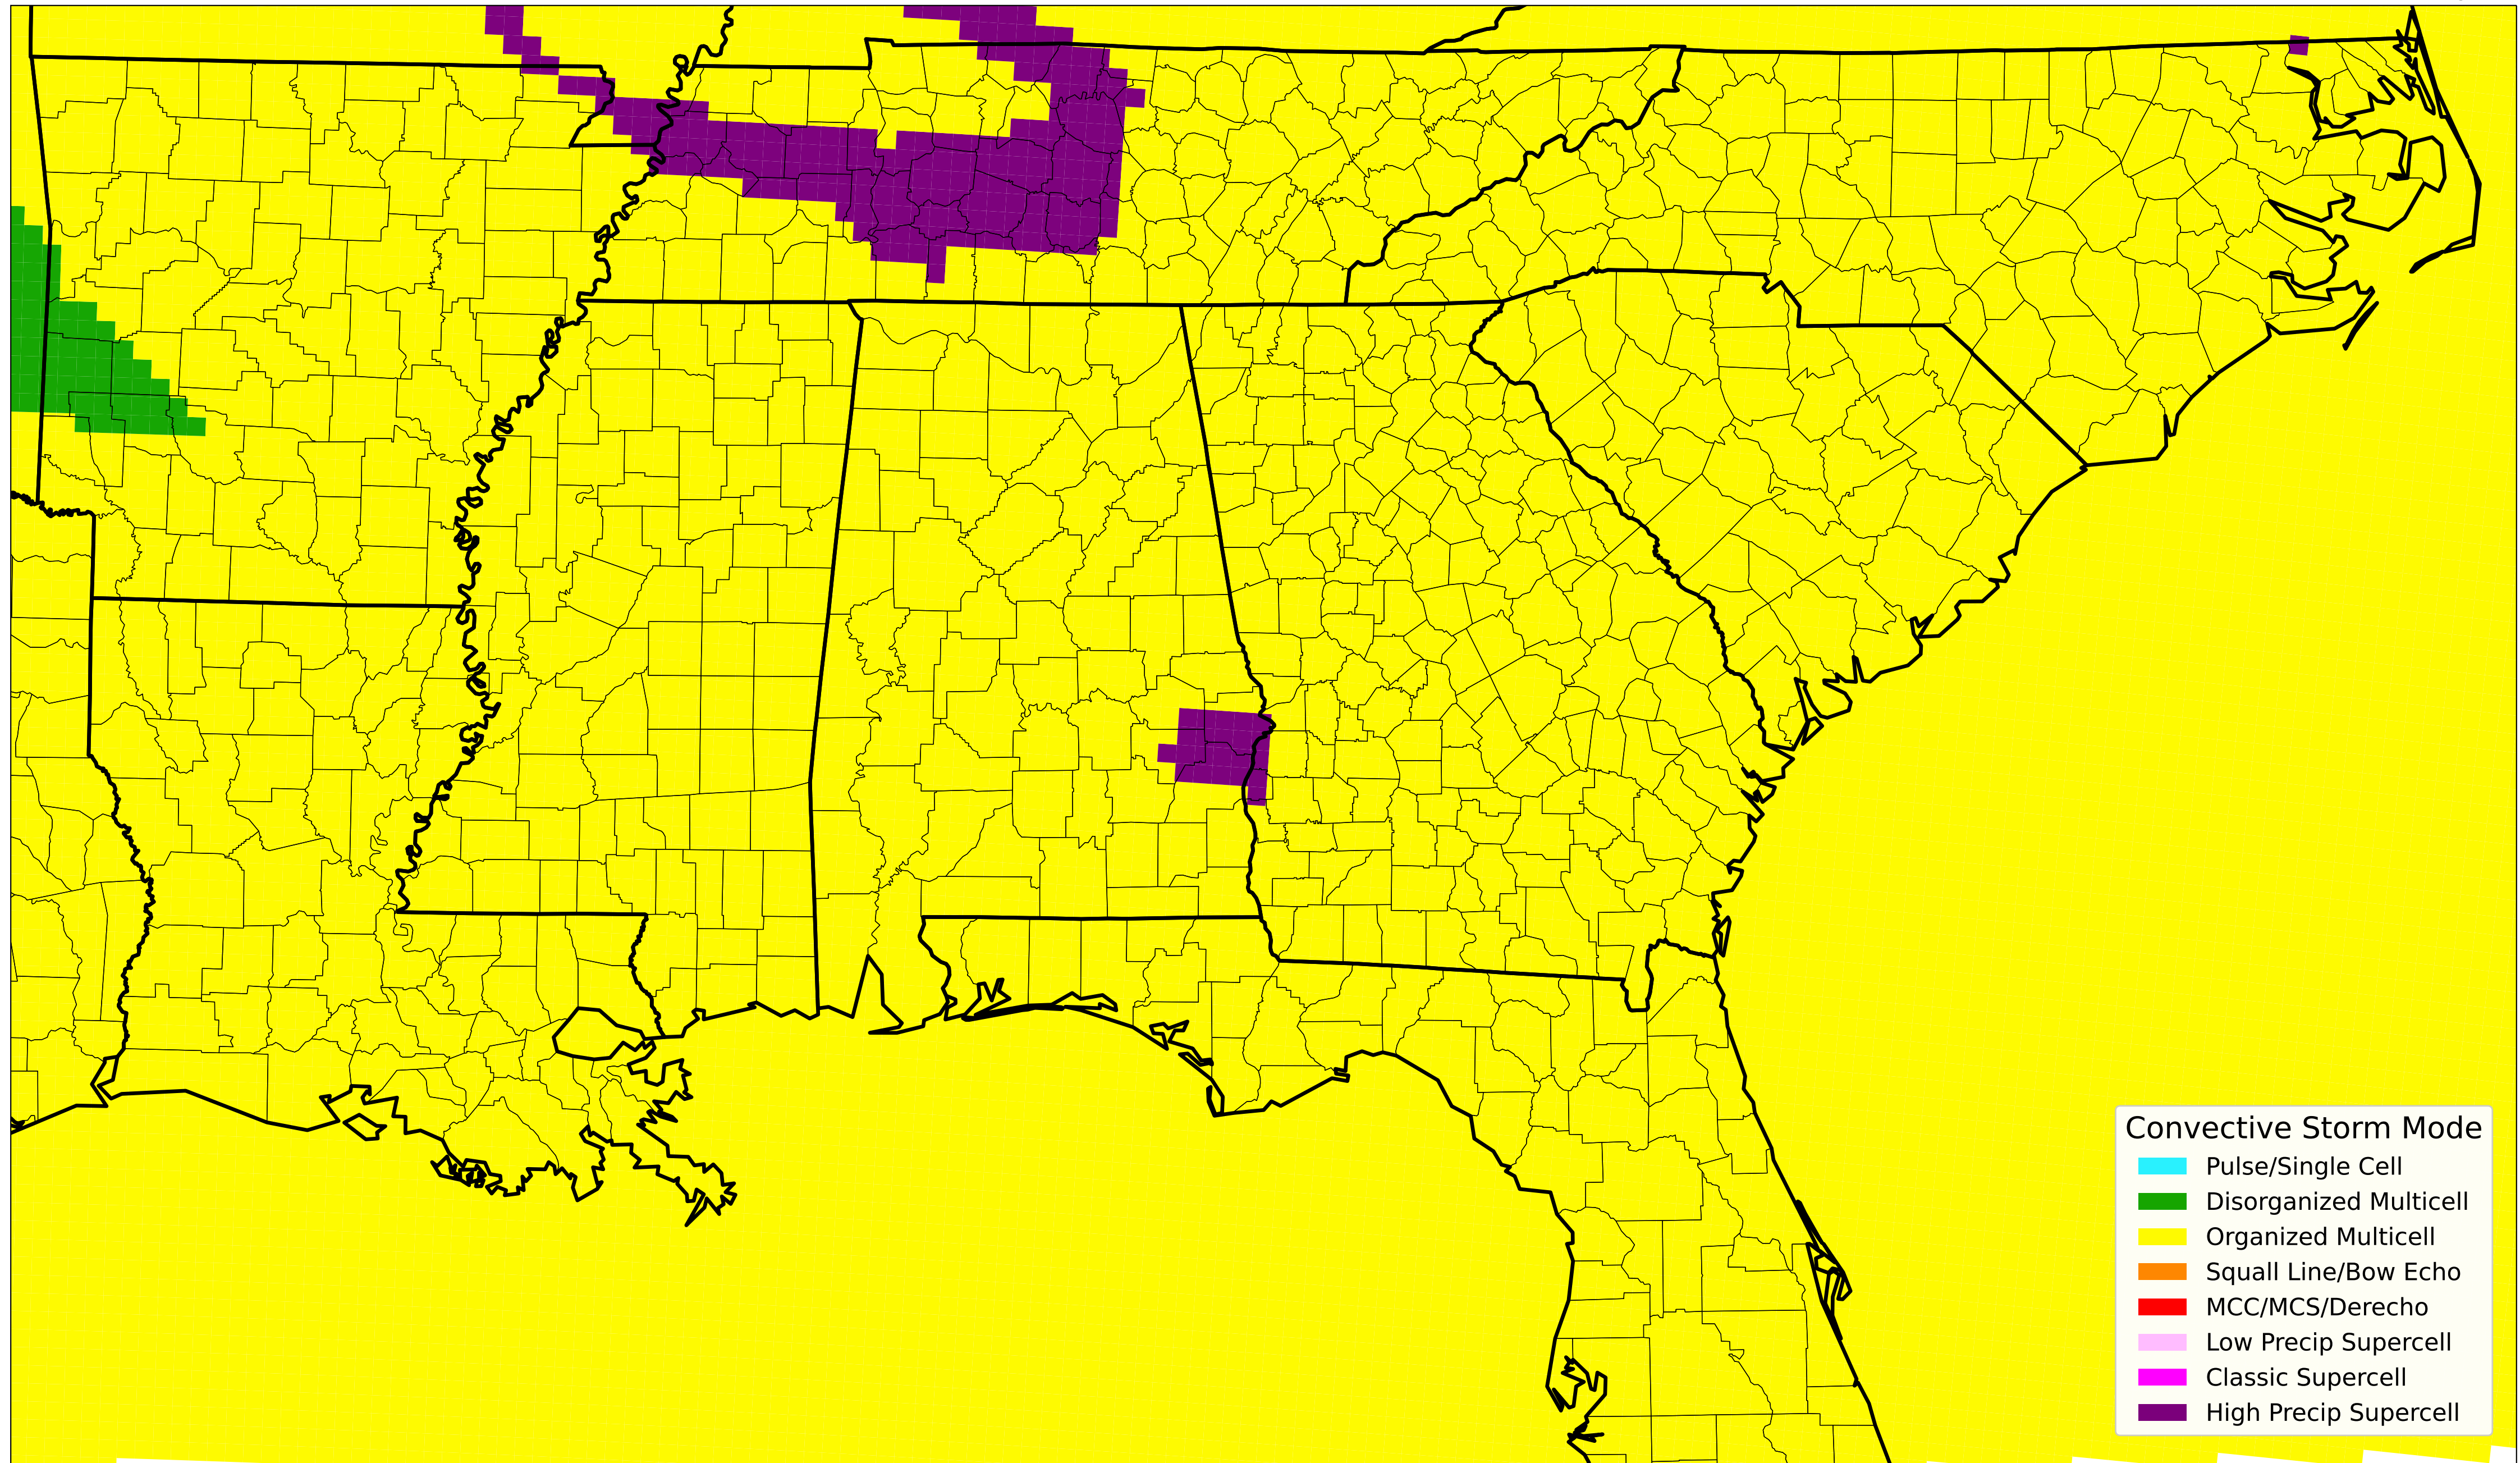 Convective Storm Mode
Pulse/Single Cell
Disorganized Multicell
Organized Multicell
Squall Line/Bow Echo
MCC/MCS/Derecho
Low Precip Supercell
Classic Supercell
High Precip Supercell